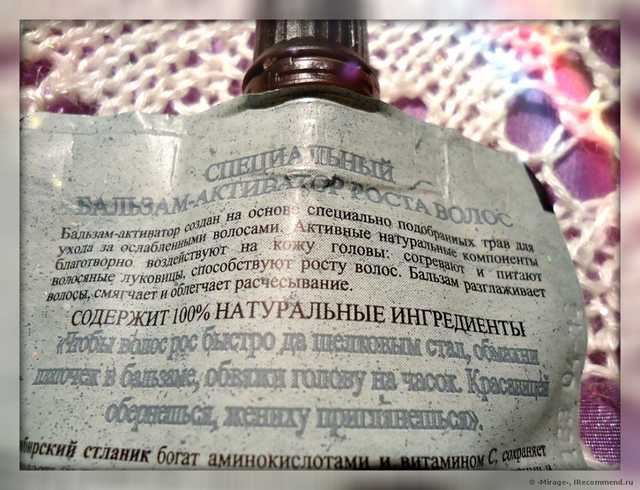 СПЕЦИАЛЬНЫЙ
БАЛЬЗАМ-АКТИВАТОР РОСТА ВОЛОС
Бальзам-активатор создан на основе специально подобранных трав для
ухода за ослабленными волосами. Активные натуральные компоненты
благотворно воздействуют на кожу головы: согревают и питают
волосяные луковицы, способствуют росту волос. Бальзам разглаживает
волосы, смягчает и облегчает расчесывание.
СОДЕРЖИТ 100% НАТУРАЛЬНЫЕ ИНГРЕДИЕНТЫ
«Чтобы волос рос быстро да шелковым стал, обмакни
платочек в бальзаме, обвяжи голову на часок. Красавицей
обернешься, жениху приглянешься».
стланик богат аминокислотами и витамином С, сохраняет
© -Mirage-, IRecommend.ru